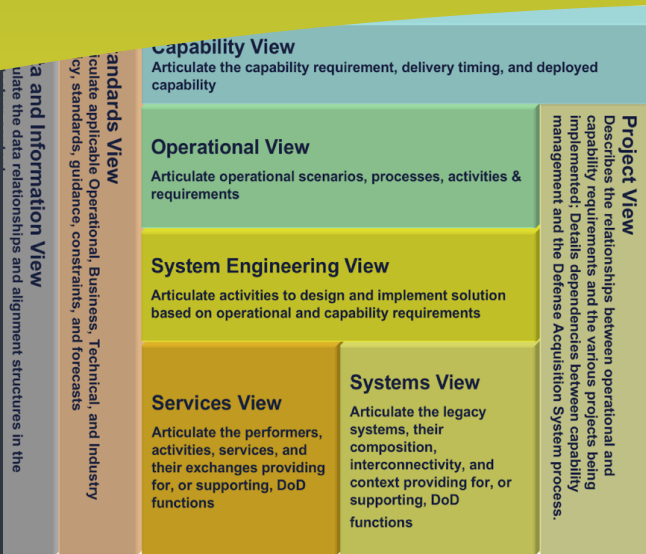 a and Information View
ulate the data relationships and alignment structures in the
andards View
iculate applicable Operational, Business, Technical, and Industry
cy, standards, guidance, constraints, and forecasts
Capability View
Articulate the capability requirement, delivery timing, and deployed
capability
Operational View
Articulate operational scenarios, processes, activities &
requirements
System Engineering View
Articulate activities to design and implement solution
based on operational and capability requirements
Services View
Articulate the performers,
activities, services, and
their exchanges providing
for, or supporting, DoD
functions
Systems View
Articulate the legacy
systems, their
composition,
interconnectivity, and
context providing for, or
supporting, DoD
functions
Project View
Describes the relationships between operational and
capability requirements and the various projects being
implemented; Details dependencies between capability
management and the Defense Acquisition System process.